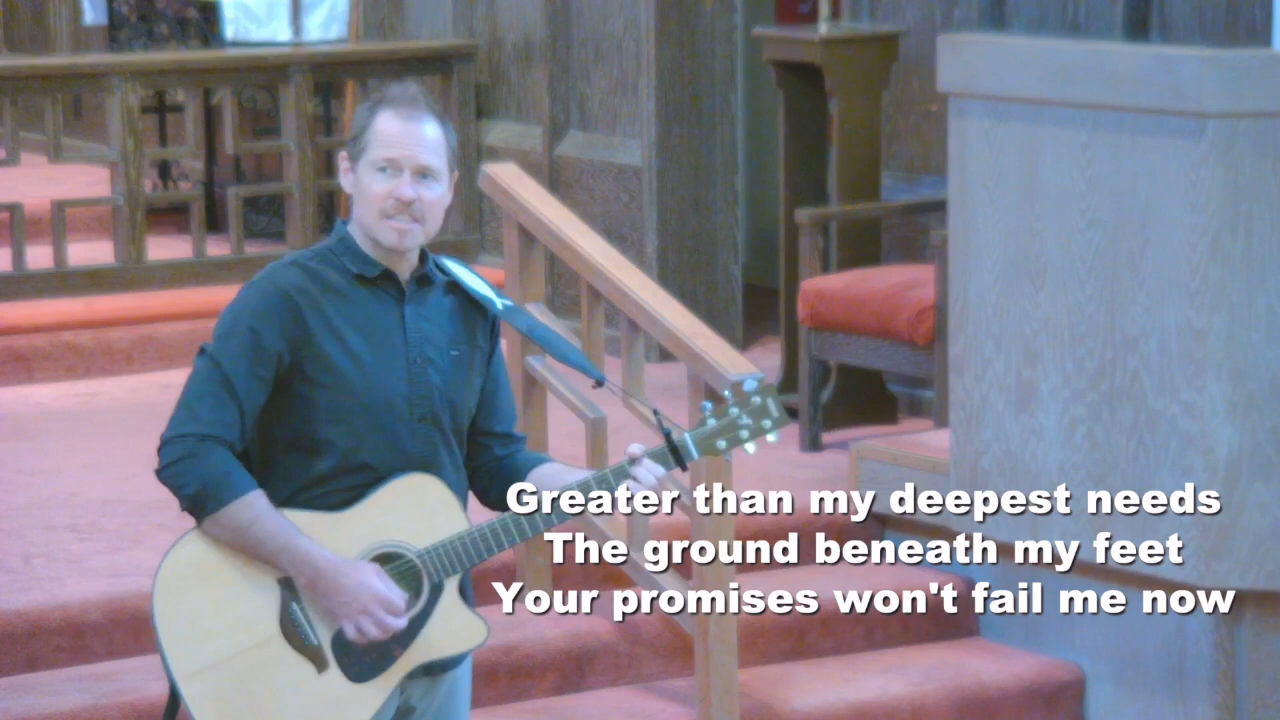 Greater than my deepest needs
The ground beneath my feet
Your promises won't fail me now